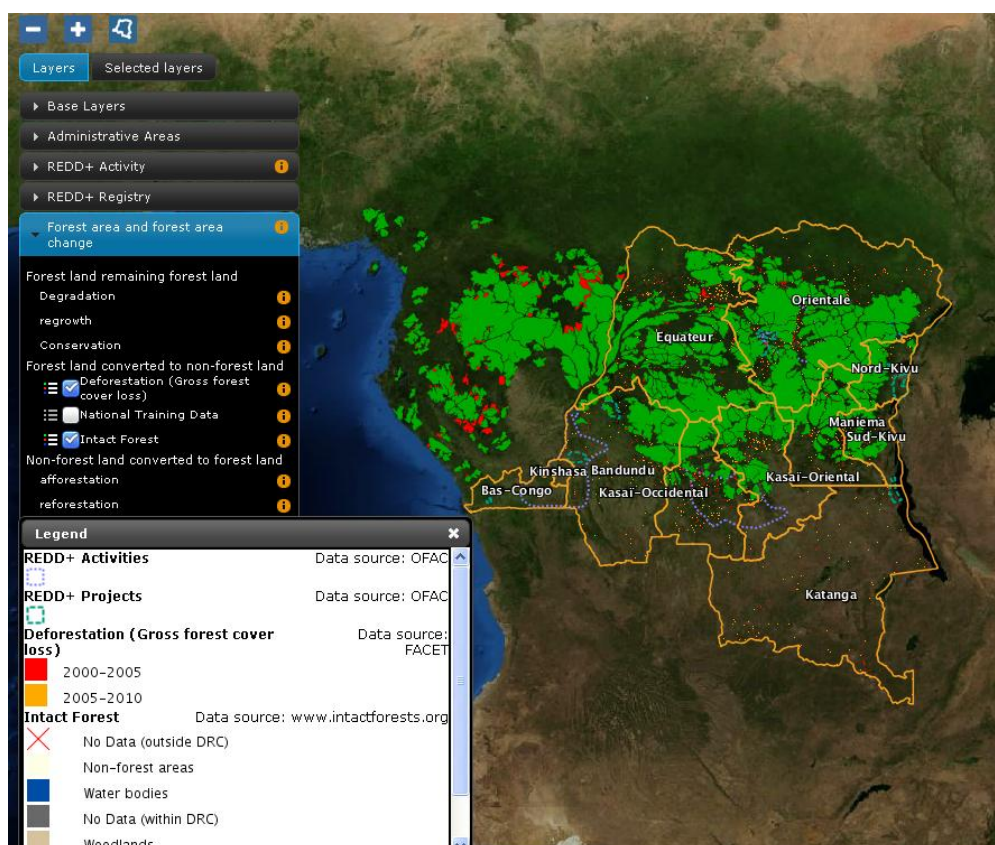 Layers
Selected layers
Base Layers
Administrative Areas
REDD+ Activity
REDD+ Registry
Forest area and forest area
change
Forest land remaining forest land
Degradation
regrowth
Conservation
Forest land converted to non-forest land
Deforestation (Gross forest
cover loss)
National Training Data
Intact Forest
Non-forest land converted to forest land
afforestation
reforestation
Legend
REDD+ Activities Data source: OFAC
REDD+ Projects Data source: OFAC
Deforestation (Gross forest cover Data source:
loss) FACET
2000-2005
2005-2010
Intact Forest Data source: www.intactforests.org
No Data (outside DRC)
Non-forest areas
Water bodies
No Data (within DRC)
Woodlands
Orientale
Equateur
Nord-Kivu
Maniema
Sud-Kivu
Kinshasa Bandundu
Kasaï-Oriental
Bas-Congo
Kasaï-Occidental
Katanga